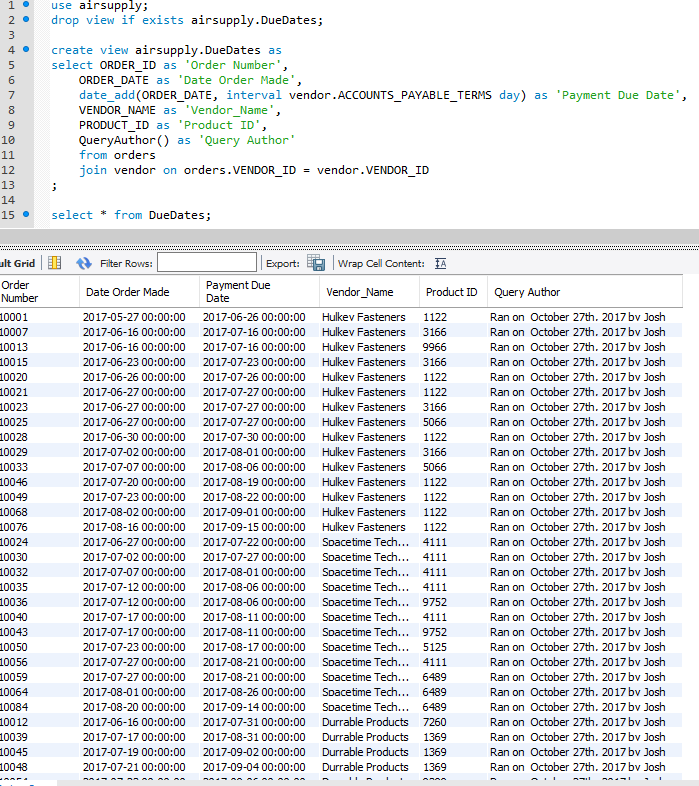 1 use airsupply;
2 drop view if exists airsupply.DueDates;
3
4 create view airsupply.DueDates as
5 select ORDER_ID as 'Order Number',
6 ORDER_DATE as 'Date Order Made',
7 date_add(ORDER_DATE, interval vendor.ACCOUNTS_PAYABLE_TERMS day) as 'Payment Due Date',
8 VENDOR_NAME as 'Vendor_Name',
9 PRODUCT_ID as 'Product ID',
10 QueryAuthor() as 'Query Author'
11 from orders
12 join vendor on orders.VENDOR_ID = vendor.VENDOR_ID
13 ;
14
15 select * from DueDates;
ult Grid Filter Rows: Export: Wrap Cell Content:
Order Number Date Order Made Payment Due Date Vendor_Name Product ID Query Author
10001 2017-05-27 00:00:00 2017-06-26 00:00:00 Hulkey Fasteners 1122 Ran on October 27th, 2017 by Josh
10007 2017-06-16 00:00:00 2017-07-16 00:00:00 Hulkey Fasteners 3166 Ran on October 27th, 2017 by Josh
10013 2017-06-16 00:00:00 2017-07-16 00:00:00 Hulkey Fasteners 9966 Ran on October 27th, 2017 by Josh
10015 2017-06-23 00:00:00 2017-07-23 00:00:00 Hulkey Fasteners 3166 Ran on October 27th, 2017 by Josh
10020 2017-06-26 00:00:00 2017-07-26 00:00:00 Hulkey Fasteners 1122 Ran on October 27th, 2017 by Josh
10021 2017-06-27 00:00:00 2017-07-27 00:00:00 Hulkey Fasteners 1122 Ran on October 27th, 2017 by Josh
10023 2017-06-27 00:00:00 2017-07-27 00:00:00 Hulkey Fasteners 3166 Ran on October 27th, 2017 by Josh
10025 2017-06-27 00:00:00 2017-07-27 00:00:00 Hulkey Fasteners 5066 Ran on October 27th, 2017 by Josh
10028 2017-06-30 00:00:00 2017-07-30 00:00:00 Hulkey Fasteners 1122 Ran on October 27th, 2017 by Josh
10029 2017-07-02 00:00:00 2017-08-01 00:00:00 Hulkey Fasteners 3166 Ran on October 27th, 2017 by Josh
10033 2017-07-07 00:00:00 2017-08-06 00:00:00 Hulkey Fasteners 5066 Ran on October 27th, 2017 by Josh
10046 2017-07-20 00:00:00 2017-08-19 00:00:00 Hulkey Fasteners 1122 Ran on October 27th, 2017 by Josh
10049 2017-07-23 00:00:00 2017-08-22 00:00:00 Hulkey Fasteners 1122 Ran on October 27th, 2017 by Josh
10068 2017-08-02 00:00:00 2017-09-01 00:00:00 Hulkey Fasteners 1122 Ran on October 27th, 2017 by Josh
10076 2017-08-16 00:00:00 2017-09-15 00:00:00 Hulkey Fasteners 1122 Ran on October 27th, 2017 by Josh
10024 2017-06-27 00:00:00 2017-07-22 00:00:00 Spacetime Tech... 4111 Ran on October 27th, 2017 by Josh
10030 2017-07-02 00:00:00 2017-07-27 00:00:00 Spacetime Tech... 4111 Ran on October 27th, 2017 by Josh
10032 2017-07-07 00:00:00 2017-08-01 00:00:00 Spacetime Tech... 4111 Ran on October 27th, 2017 by Josh
10035 2017-07-12 00:00:00 2017-08-06 00:00:00 Spacetime Tech... 4111 Ran on October 27th, 2017 by Josh
10036 2017-07-12 00:00:00 2017-08-06 00:00:00 Spacetime Tech... 9752 Ran on October 27th, 2017 by Josh
10040 2017-07-17 00:00:00 2017-08-11 00:00:00 Spacetime Tech... 4111 Ran on October 27th, 2017 by Josh
10043 2017-07-17 00:00:00 2017-08-11 00:00:00 Spacetime Tech... 9752 Ran on October 27th, 2017 by Josh
10050 2017-07-23 00:00:00 2017-08-17 00:00:00 Spacetime Tech... 5125 Ran on October 27th, 2017 by Josh
10056 2017-07-27 00:00:00 2017-08-21 00:00:00 Spacetime Tech... 4111 Ran on October 27th, 2017 by Josh
10059 2017-07-27 00:00:00 2017-08-21 00:00:00 Spacetime Tech... 6489 Ran on October 27th, 2017 by Josh
10064 2017-08-01 00:00:00 2017-08-26 00:00:00 Spacetime Tech... 6489 Ran on October 27th, 2017 by Josh
10084 2017-08-20 00:00:00 2017-09-14 00:00:00 Spacetime Tech... 6489 Ran on October 27th, 2017 by Josh
10012 2017-06-16 00:00:00 2017-07-31 00:00:00 Durrable Products 7260 Ran on October 27th, 2017 by Josh
10039 2017-07-17 00:00:00 2017-08-31 00:00:00 Durrable Products 1369 Ran on October 27th, 2017 by Josh
10045 2017-07-19 00:00:00 2017-09-02 00:00:00 Durrable Products 1369 Ran on October 27th, 2017 by Josh
10048 2017-07-21 00:00:00 2017-09-04 00:00:00 Durrable Products 1369 Ran on October 27th, 2017 by Josh